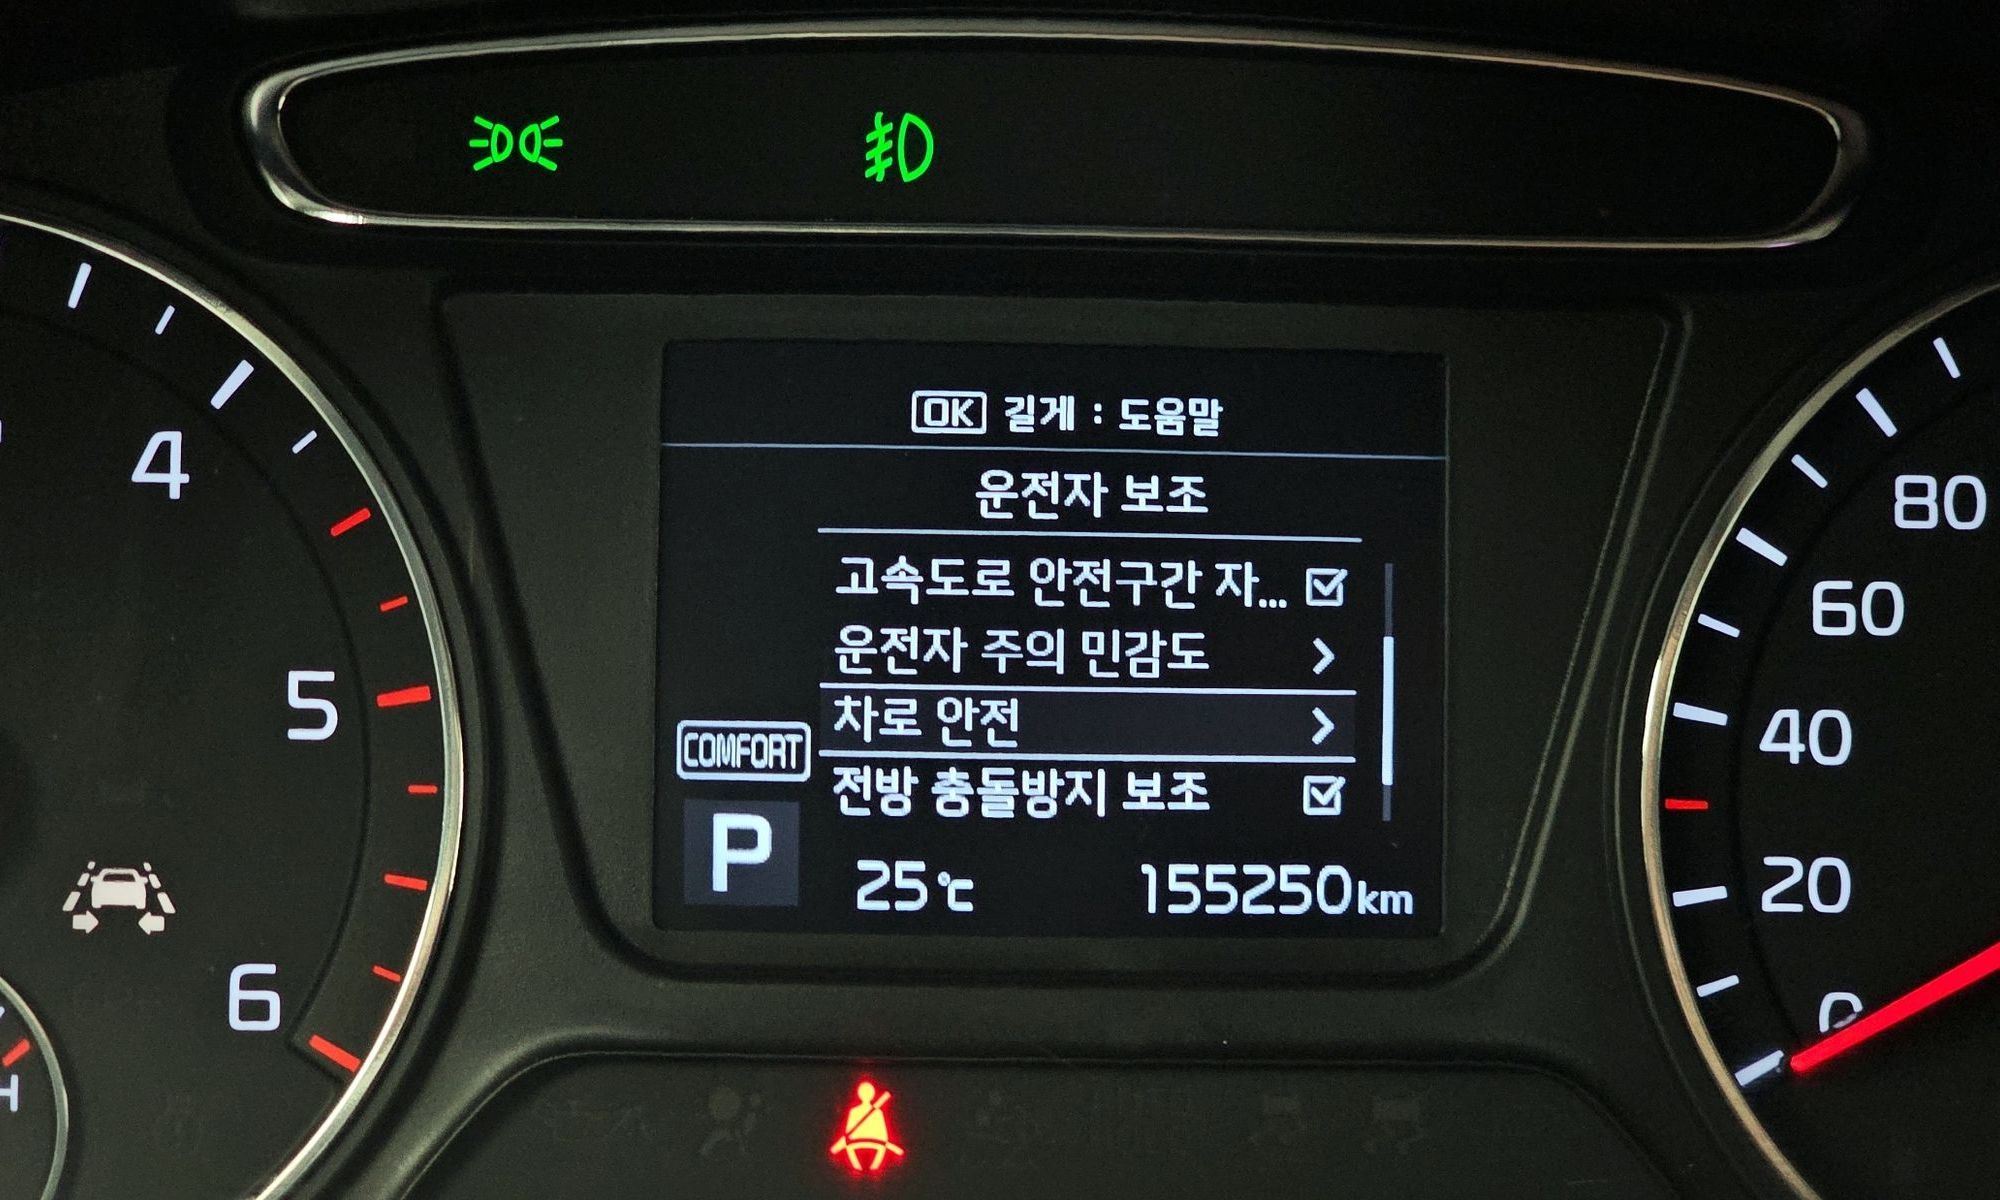 OK 길게 : 도움말
운전자 보조
고속도로 안전구간 자...
운전자 주의 민감도
차로 안전
전방 충돌방지 보조
COMFORT
P
25℃ 155250km
4
5
6
H
80
60
40
20
0